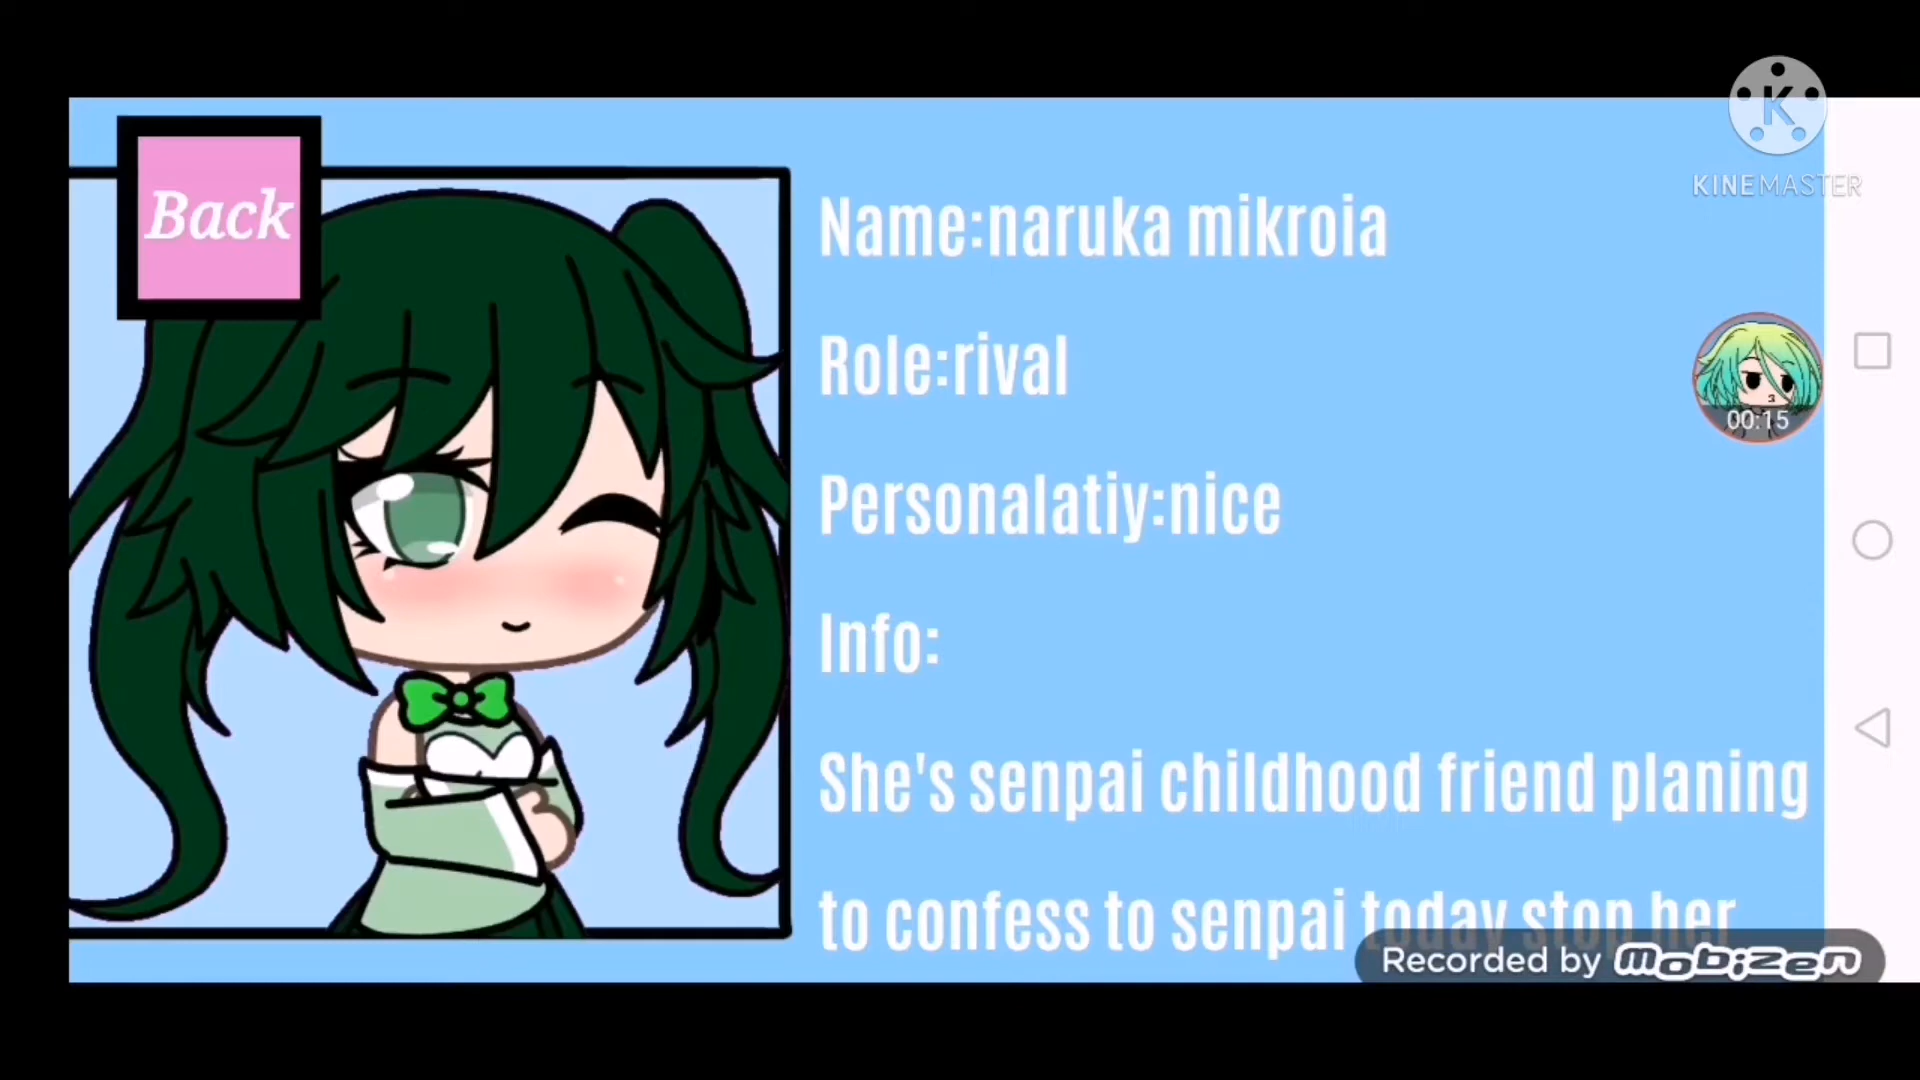 Back
KINEMASTER
Name:naruka mikroia
Role:rival
00:15
Personalatiy:nice
Info:
She's senpai childhood friend planing
to confess to senpai today stop her
Recorded by mobizen